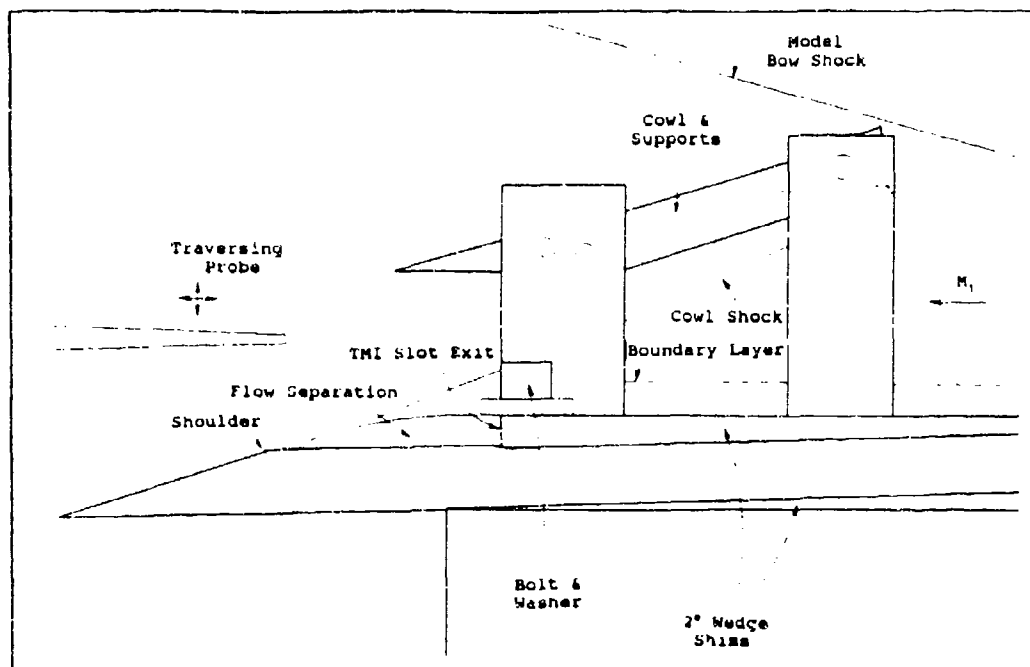 Model
Bow Shock
Cowl &
Supports
Traversing
Probe
M₁
Cowl Shock
TMI Slot Exit
Boundary Layer
Flow Separation
Shoulder
Bolt &
Washer
2° Wedge
Shims